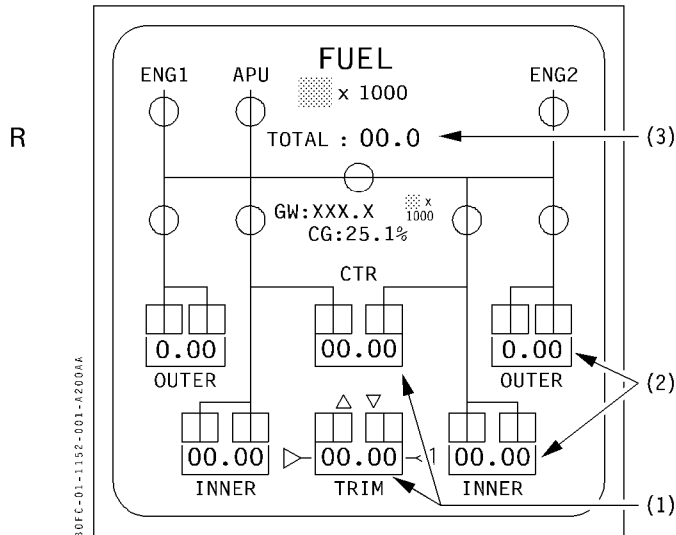 FUEL
ENG1 APU ENG2
x 1000
R
TOTAL : 00.0 (3)
GW:XXX.X x 1000
CG:25.1%
CTR
0.00 00.00 0.00
OUTER OUTER
(2)
00.00 00.00 1 00.00
INNER TRIM INNER
(1)
0FC-01-1152-001-A200AA